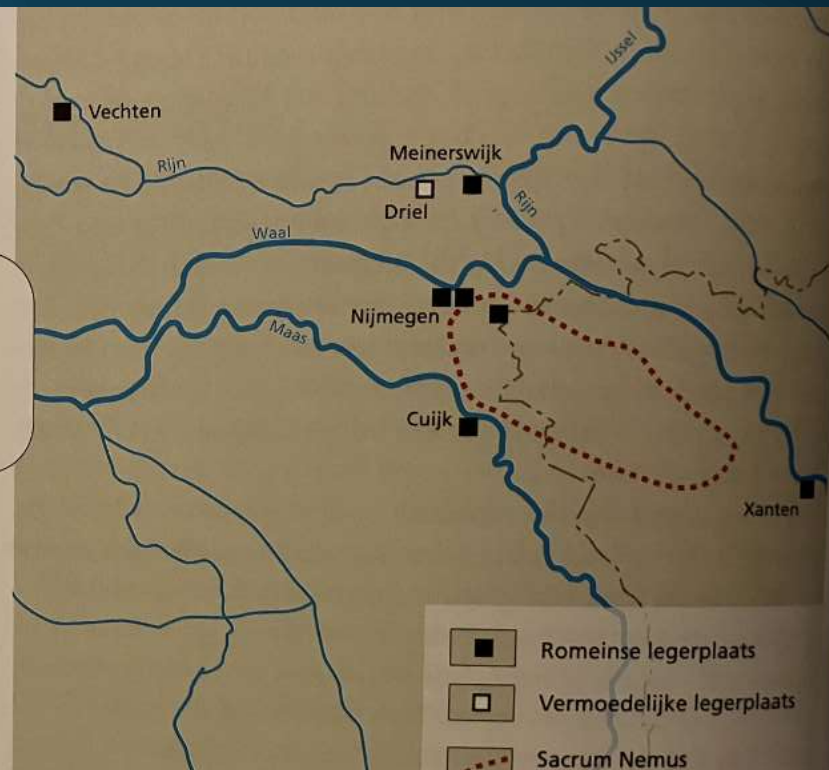 IJssel
Vechten
Meinerswijk
Rijn
Rijn
Driel
Waal
Nijmegen
Maas
Cuijk
Xanten
Romeinse legerplaats
Vermoedelijke legerplaats
Sacrum Nemus